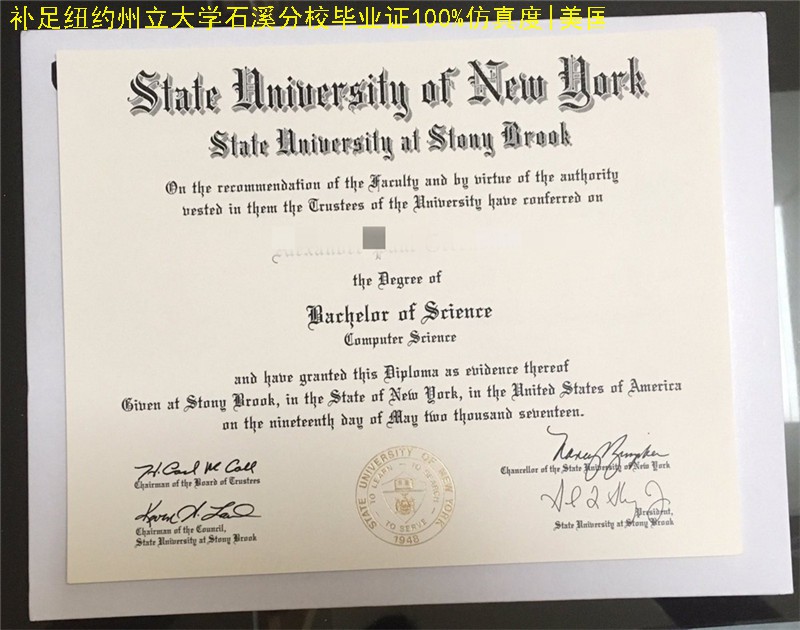 补足纽约州立大学石溪分校毕业证100%仿真度|美国
State University of New York
State University at Stony Brook
On the recommendation of the Faculty and by virtue of the authority
vested in them the Trustees of the University have conferred on
the Degree of
Bachelor of Science
Computer Science
and have granted this Diploma as evidence thereof
Given at Stony Brook, in the State of New York, in the United States of America
on the nineteenth day of May two thousand seventeen.
H. Carl McCall
Chairman of the Board of Trustees
Chairman of the Council,
State University at Stony Brook
Chancellor of the State University of New York
President,
State University at Stony Brook
STATE UNIVERSITY OF NEW YORK
TO LEARN – TO SEARCH –
TO SERVE
1948